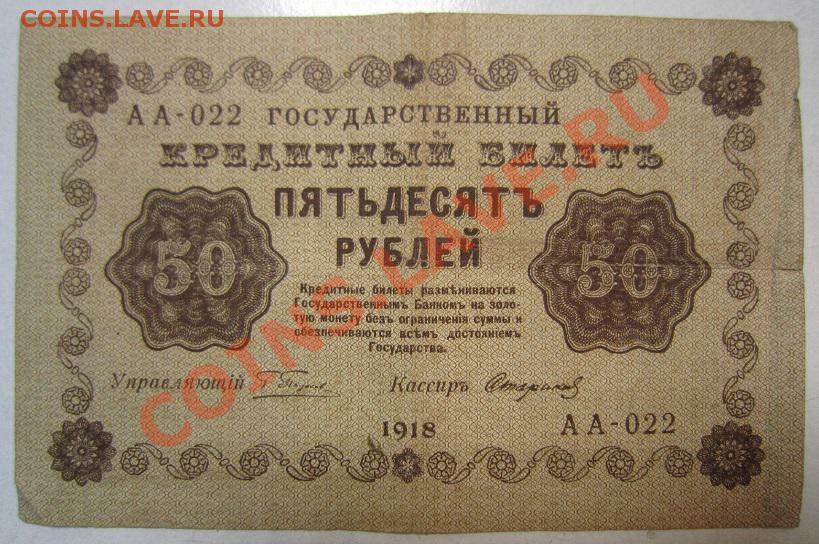 COINS.LAVE.RU
АА-022 ГОСУДАРСТВЕННЫЙ
КРЕДИТНЫЙ БИЛЕТЪ
ПЯТЬДЕСЯТЪ
РУБЛЕЙ
50
50
Кредитные билеты размѣниваются
Государственнымъ Банкомъ на золо-
тую монету безъ ограниченія суммы и
обезпечиваются всѣмъ достояніемъ
Государства.
Управляющій
Кассиръ Стариков
1918
АА-022
COINS.LAVE.RU